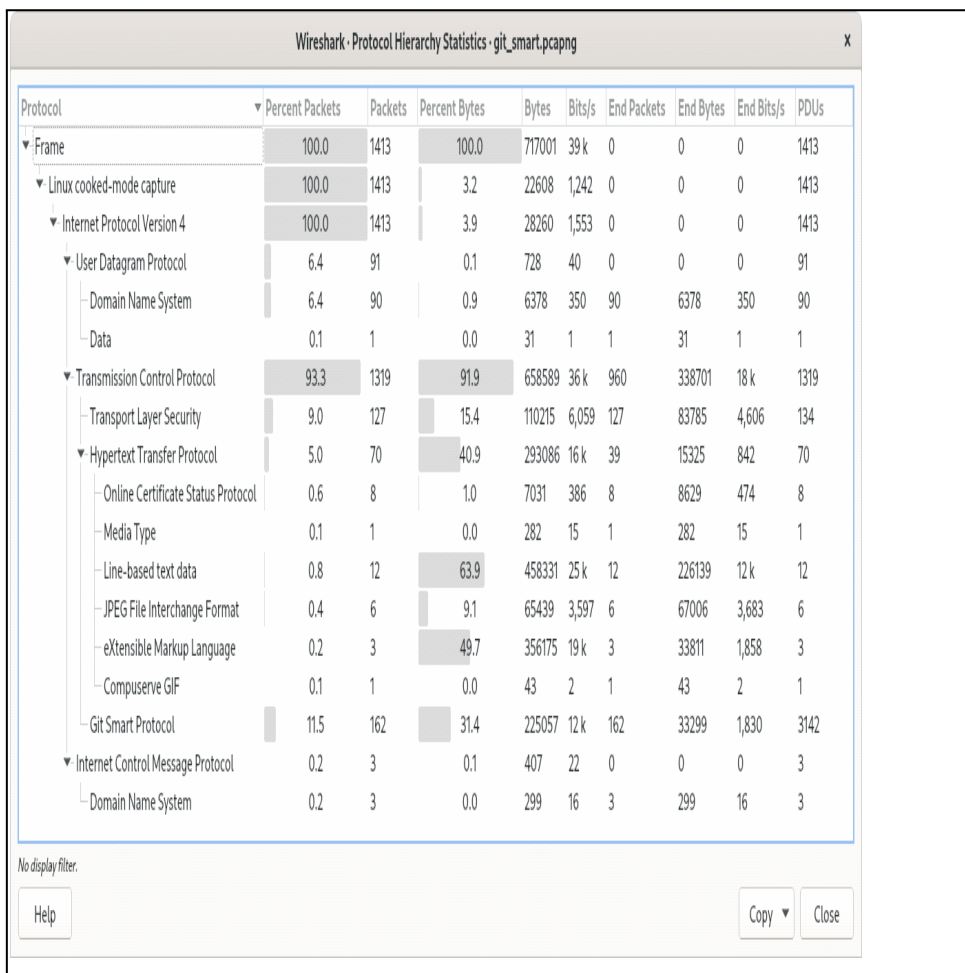 Wireshark · Protocol Hierarchy Statistics · git_smart.pcapng x
Protocol Percent Packets Packets Percent Bytes Bytes Bits/s End Packets End Bytes End Bits/s PDUs
Frame 100.0 1413 100.0 717001 39 k 0 0 0 1413
Linux cooked-mode capture 100.0 1413 3.2 22608 1,242 0 0 0 1413
Internet Protocol Version 4 100.0 1413 3.9 28260 1,553 0 0 0 1413
User Datagram Protocol 6.4 91 0.1 728 40 0 0 0 91
Domain Name System 6.4 90 0.9 6378 350 90 6378 350 90
Data 0.1 1 0.0 31 1 1 31 1 1
Transmission Control Protocol 93.3 1319 91.9 658589 36 k 960 338701 18 k 1319
Transport Layer Security 9.0 127 15.4 110215 6,059 127 83785 4,606 134
Hypertext Transfer Protocol 5.0 70 40.9 293086 16 k 39 15325 842 70
Online Certificate Status Protocol 0.6 8 1.0 7031 386 8 8629 474 8
Media Type 0.1 1 0.0 282 15 1 282 15 1
Line-based text data 0.8 12 63.9 458331 25 k 12 226139 12 k 12
JPEG File Interchange Format 0.4 6 9.1 65439 3,597 6 67006 3,683 6
eXtensible Markup Language 0.2 3 49.7 356175 19 k 3 33811 1,858 3
Compuserve GIF 0.1 1 0.0 43 2 1 43 2 1
Git Smart Protocol 11.5 162 31.4 225057 12 k 162 33299 1,830 3142
Internet Control Message Protocol 0.2 3 0.1 407 22 0 0 0 3
Domain Name System 0.2 3 0.0 299 16 3 299 16 3
No display filter.
Help Copy Close